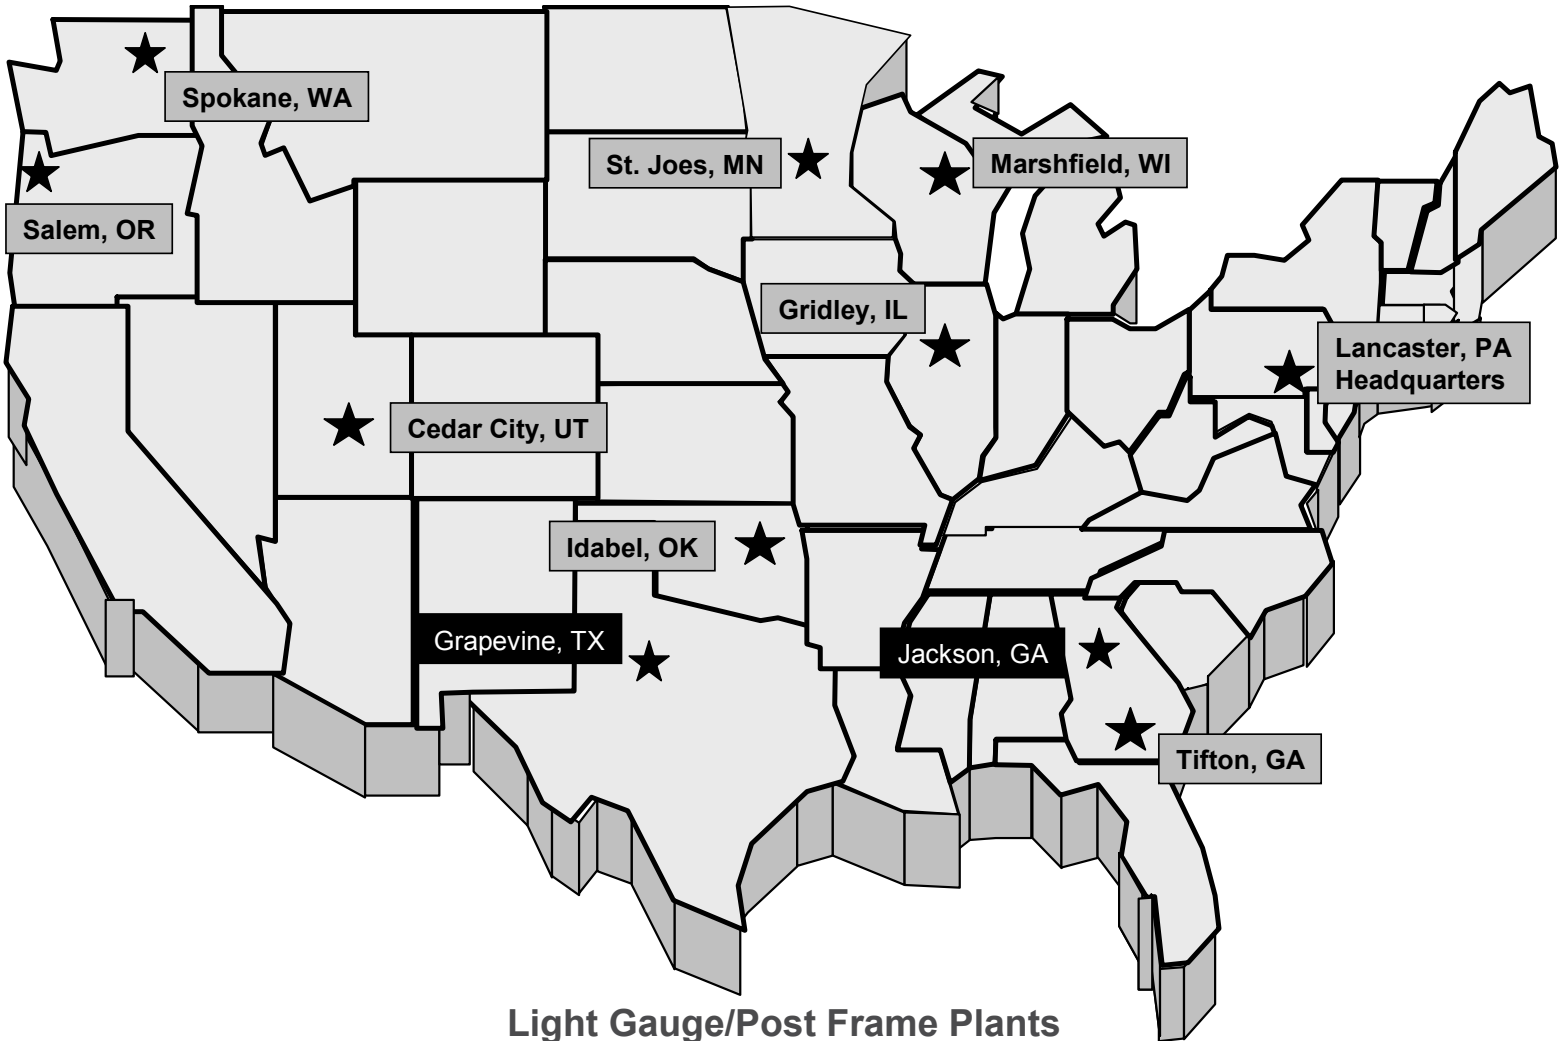 Spokane, WA
St. Joes, MN
Marshfield, WI
Salem, OR
Gridley, IL
Lancaster, PA
Headquarters
Cedar City, UT
Idabel, OK
Grapevine, TX
Jackson, GA
Tifton, GA
Light Gauge/Post Frame Plants